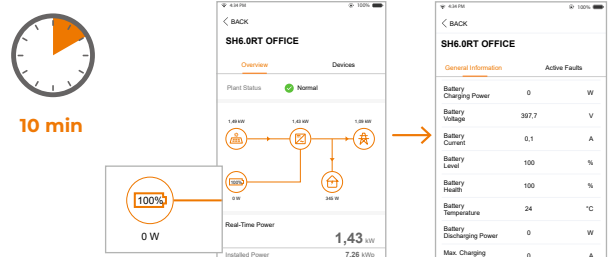 10 min
100%
0 W
4:34 PM
100%
BACK
SH6.0RT OFFICE
Overview
Devices
Plant Status
Normal
1,49 kW
1,43 kW
1.09 kW
100%
0 W
345 W
Real-Time Power
1,43 kW
Installed Power
7.26 kWp
4:34 PM
100%
BACK
SH6.0RT OFFICE
General Information
Active Faults
Battery
Charging Power
0
W
Battery
Voltage
397,7
V
Battery
Current
0,1
A
Battery
Level
100
%
Battery
Health
100
%
Battery
Temperature
24
°C
Battery
Discharging Power
0
W
Max. Charging
0
A